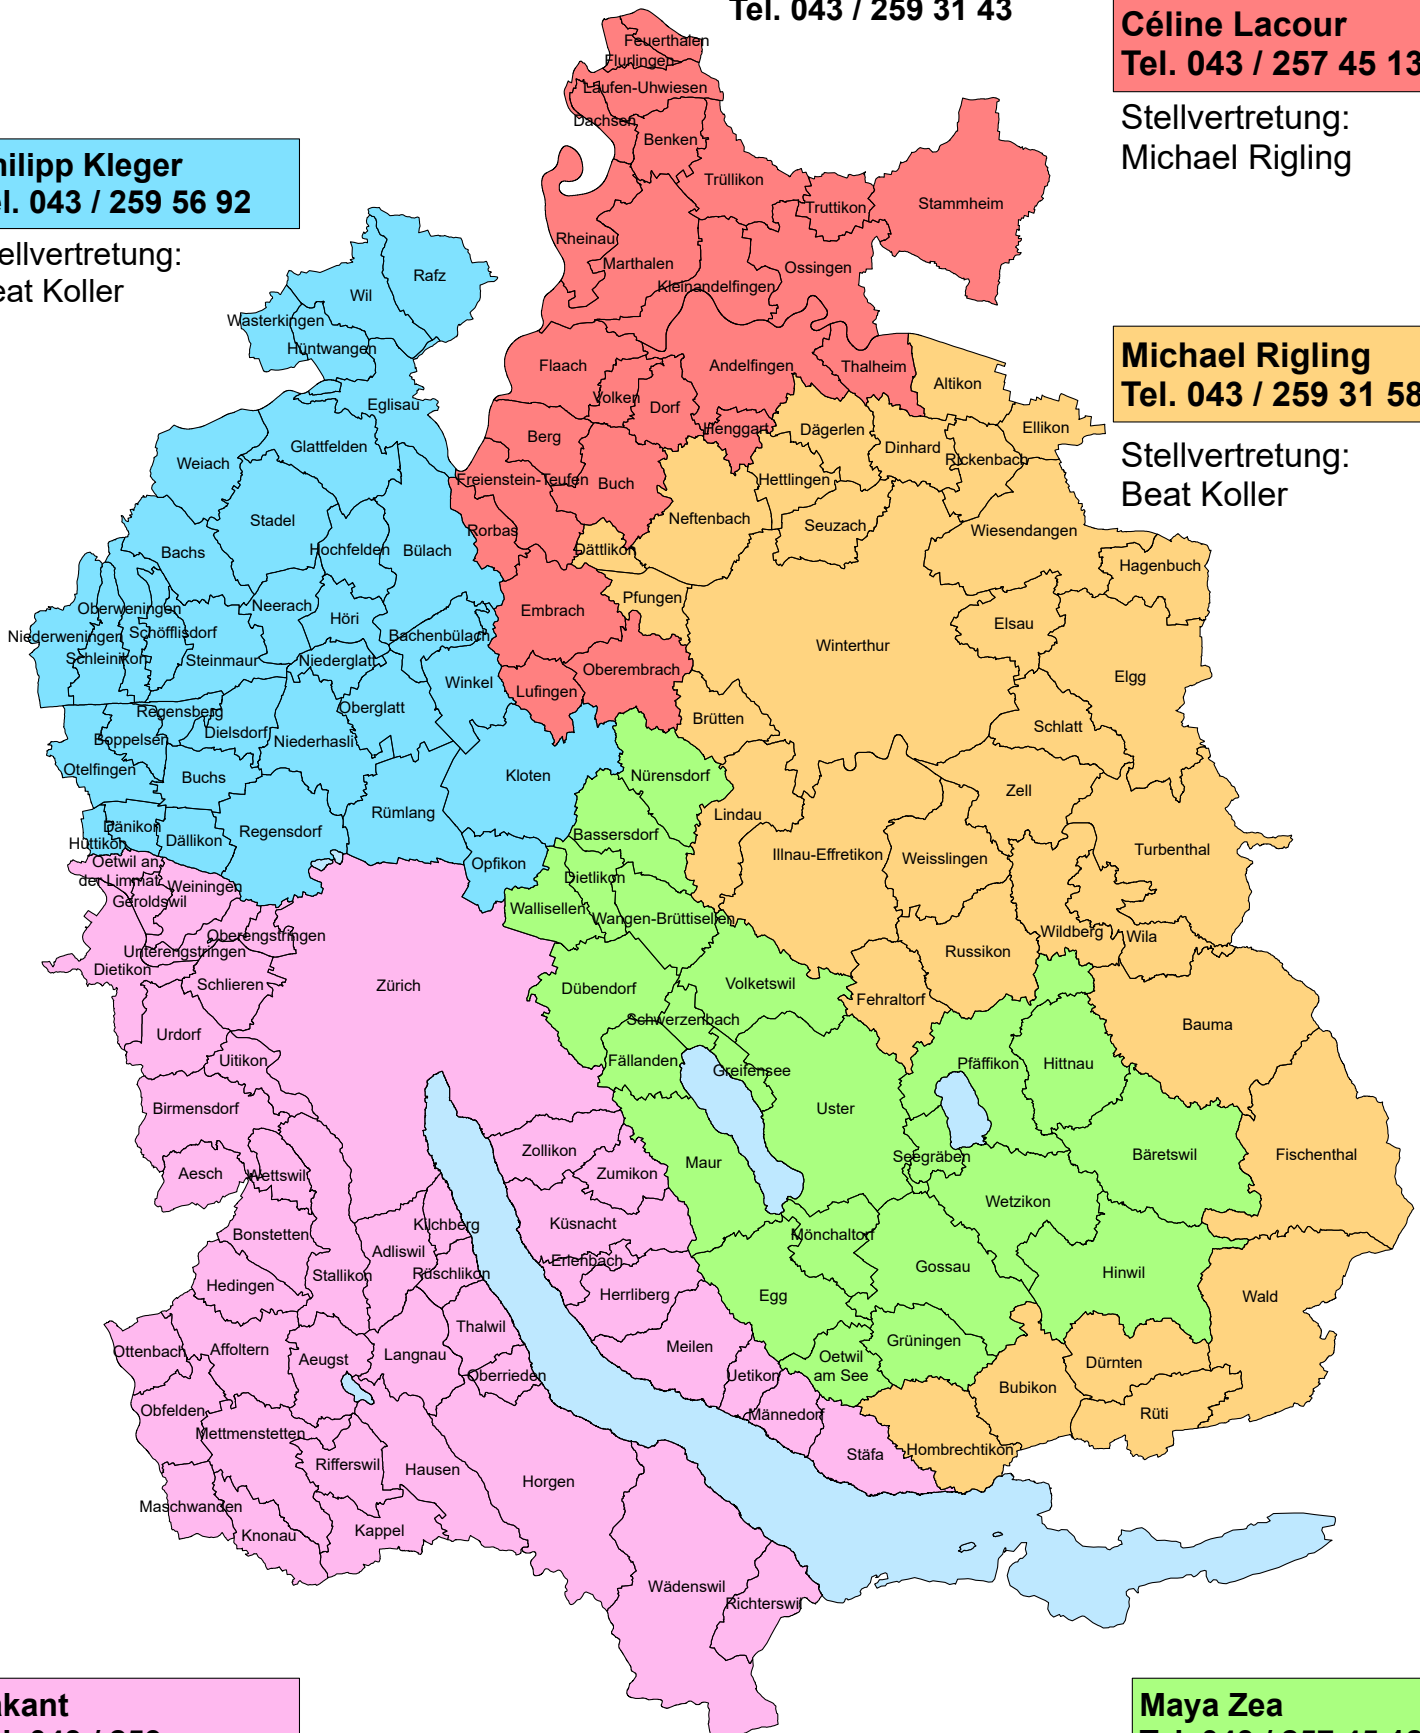 Tel. 043 / 259 31 43
Céline Lacour
Tel. 043 / 257 45 13
Stellvertretung:
Michael Rigling
Philipp Kleger
Tel. 043 / 259 56 92
Stellvertretung:
Beat Koller
Michael Rigling
Tel. 043 / 259 31 58
Stellvertretung:
Beat Koller
Feuerthalen
Flurlingen
Laufen-Uhwiesen
Dachsen
Benken
Trüllikon
Truttikon
Stammheim
Rheinau
Marthalen
Ossingen
Kleinandelfingen
Rafz
Wil
Wasterkingen
Hüntwangen
Eglisau
Flaach
Andelfingen
Thalheim
Altikon
Volken
Dorf
Henggart
Dägerlen
Ellikon
Berg
Dinhard
Rickenbach
Glattfelden
Weiach
Freienstein-Teufen
Buch
Hettlingen
Neftenbach
Seuzach
Wiesendangen
Stadel
Rorbas
Hochfelden
Bülach
Bachs
Dättlikon
Hagenbuch
Pfungen
Embrach
Oberweningen
Neerach
Höri
Niederweningen
Schöfflisdorf
Bachenbülach
Elsau
Winterthur
Schleinikon
Steinmaur
Niederglatt
Oberembrach
Elgg
Winkel
Lufingen
Regensberg
Oberglatt
Brütten
Schlatt
Boppelsen
Dielsdorf
Niederhasli
Otelfingen
Buchs
Kloten
Nürensdorf
Zell
Dänikon
Rümlang
Lindau
Hüttikon
Dällikon
Regensdorf
Bassersdorf
Illnau-Effretikon
Weisslingen
Turbenthal
Oetwil an
der Limmat
Weiningen
Opfikon
Dietlikon
Geroldswil
Wallisellen
Wangen-Brüttisellen
Oberengstringen
Unterengstringen
Wildberg
Wila
Russikon
Dietikon
Schlieren
Zürich
Dübendorf
Volketswil
Fehraltorf
Schwerzenbach
Bauma
Urdorf
Uitikon
Fällanden
Greifensee
Pfäffikon
Hittnau
Birmensdorf
Uster
Zollikon
Maur
Seegräben
Bäretswil
Fischenthal
Aesch
Wettswil
Zumikon
Wetzikon
Küsnacht
Kilchberg
Bonstetten
Mönchaltorf
Adliswil
Erlenbach
Gossau
Hinwil
Hedingen
Stallikon
Rüschlikon
Herrliberg
Egg
Wald
Thalwil
Meilen
Grüningen
Ottenbach
Affoltern
Aeugst
Langnau
Oetwil
am See
Dürnten
Oberrieden
Uetikon
Bubikon
Obfelden
Männedorf
Rüti
Mettmenstetten
Stäfa
Hombrechtikon
Rifferswil
Hausen
Horgen
Maschwanden
Knonau
Kappel
Wädenswil
Richterswil
Vakant
Maya Zea